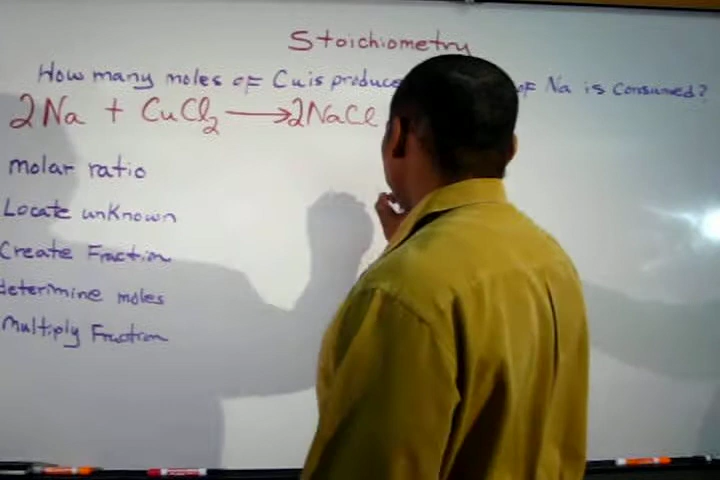 Stoichiometry
How many moles of Cu is produce of Na is consumed?
2Na + CuCl2 → 2NaCl
molar ratio
Locate unknown
Create Fraction
determine moles
Multiply Fraction